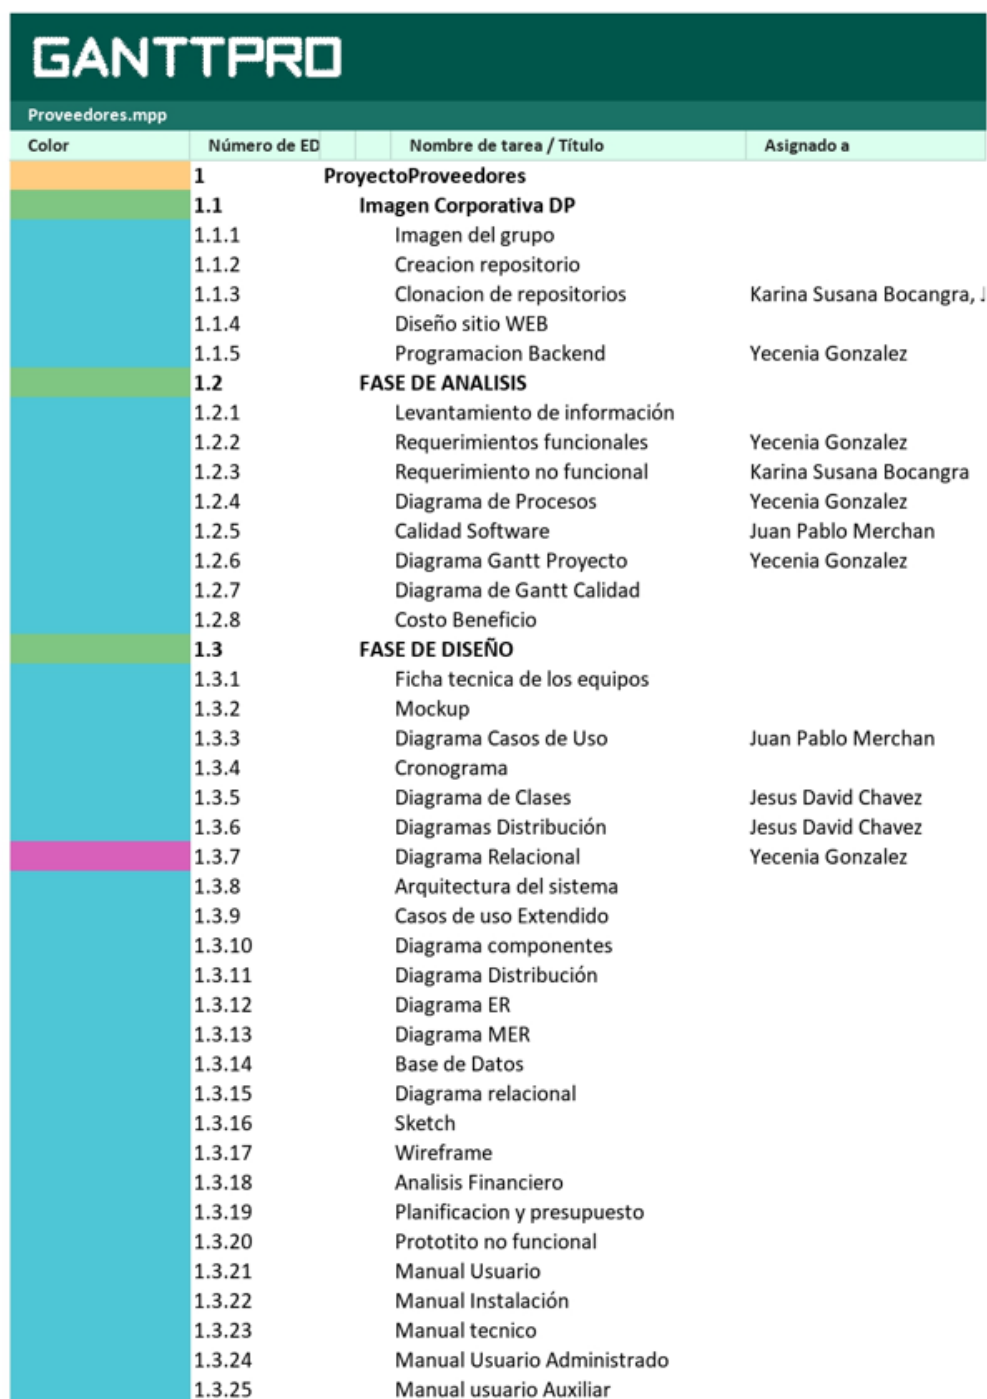 GANTTPRO
Proveedores.mpp
Color Número de ED Nombre de tarea / Título Asignado a
1 ProyectoProveedores
1.1 Imagen Corporativa DP
1.1.1 Imagen del grupo
1.1.2 Creacion repositorio
1.1.3 Clonacion de repositorios Karina Susana Bocangra, J
1.1.4 Diseño sitio WEB
1.1.5 Programacion Backend Yecenia Gonzalez
1.2 FASE DE ANALISIS
1.2.1 Levantamiento de información
1.2.2 Requerimientos funcionales Yecenia Gonzalez
1.2.3 Requerimiento no funcional Karina Susana Bocangra
1.2.4 Diagrama de Procesos Yecenia Gonzalez
1.2.5 Calidad Software Juan Pablo Merchan
1.2.6 Diagrama Gantt Proyecto Yecenia Gonzalez
1.2.7 Diagrama de Gantt Calidad
1.2.8 Costo Beneficio
1.3 FASE DE DISEÑO
1.3.1 Ficha tecnica de los equipos
1.3.2 Mockup
1.3.3 Diagrama Casos de Uso Juan Pablo Merchan
1.3.4 Cronograma
1.3.5 Diagrama de Clases Jesus David Chavez
1.3.6 Diagramas Distribución Jesus David Chavez
1.3.7 Diagrama Relacional Yecenia Gonzalez
1.3.8 Arquitectura del sistema
1.3.9 Casos de uso Extendido
1.3.10 Diagrama componentes
1.3.11 Diagrama Distribución
1.3.12 Diagrama ER
1.3.13 Diagrama MER
1.3.14 Base de Datos
1.3.15 Diagrama relacional
1.3.16 Sketch
1.3.17 Wireframe
1.3.18 Analisis Financiero
1.3.19 Planificacion y presupuesto
1.3.20 Prototito no funcional
1.3.21 Manual Usuario
1.3.22 Manual Instalación
1.3.23 Manual tecnico
1.3.24 Manual Usuario Administrado
1.3.25 Manual usuario Auxiliar